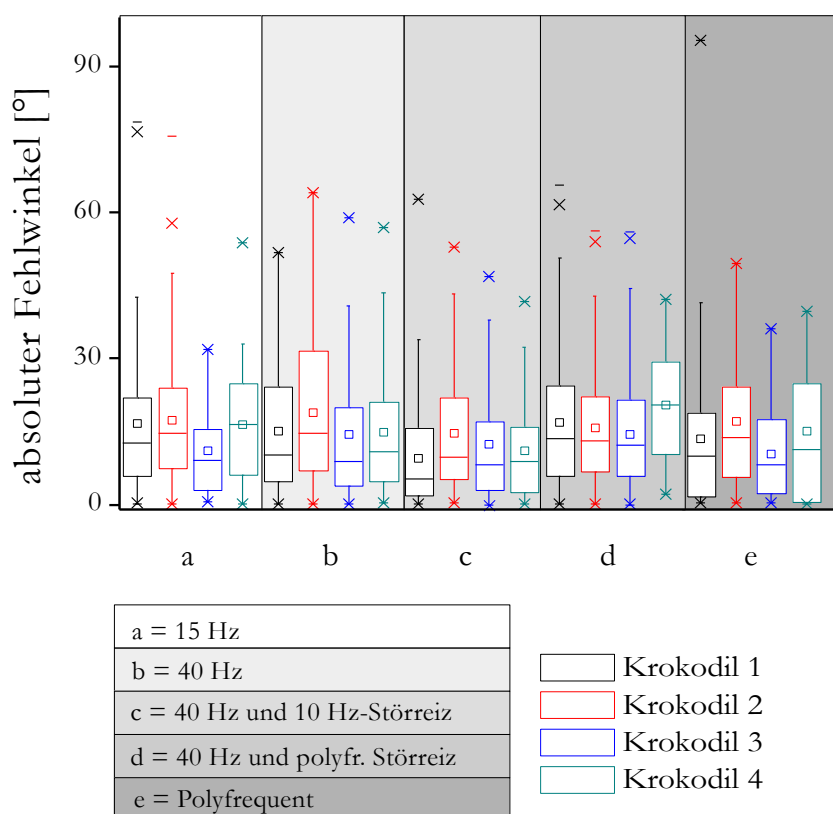 absoluter Fehlwinkel [°]
90
60
30
0
a b c d e
a = 15 Hz
b = 40 Hz
c = 40 Hz und 10 Hz-Störreiz
d = 40 Hz und polyfr. Störreiz
e = Polyfrequent
Krokodil 1
Krokodil 2
Krokodil 3
Krokodil 4